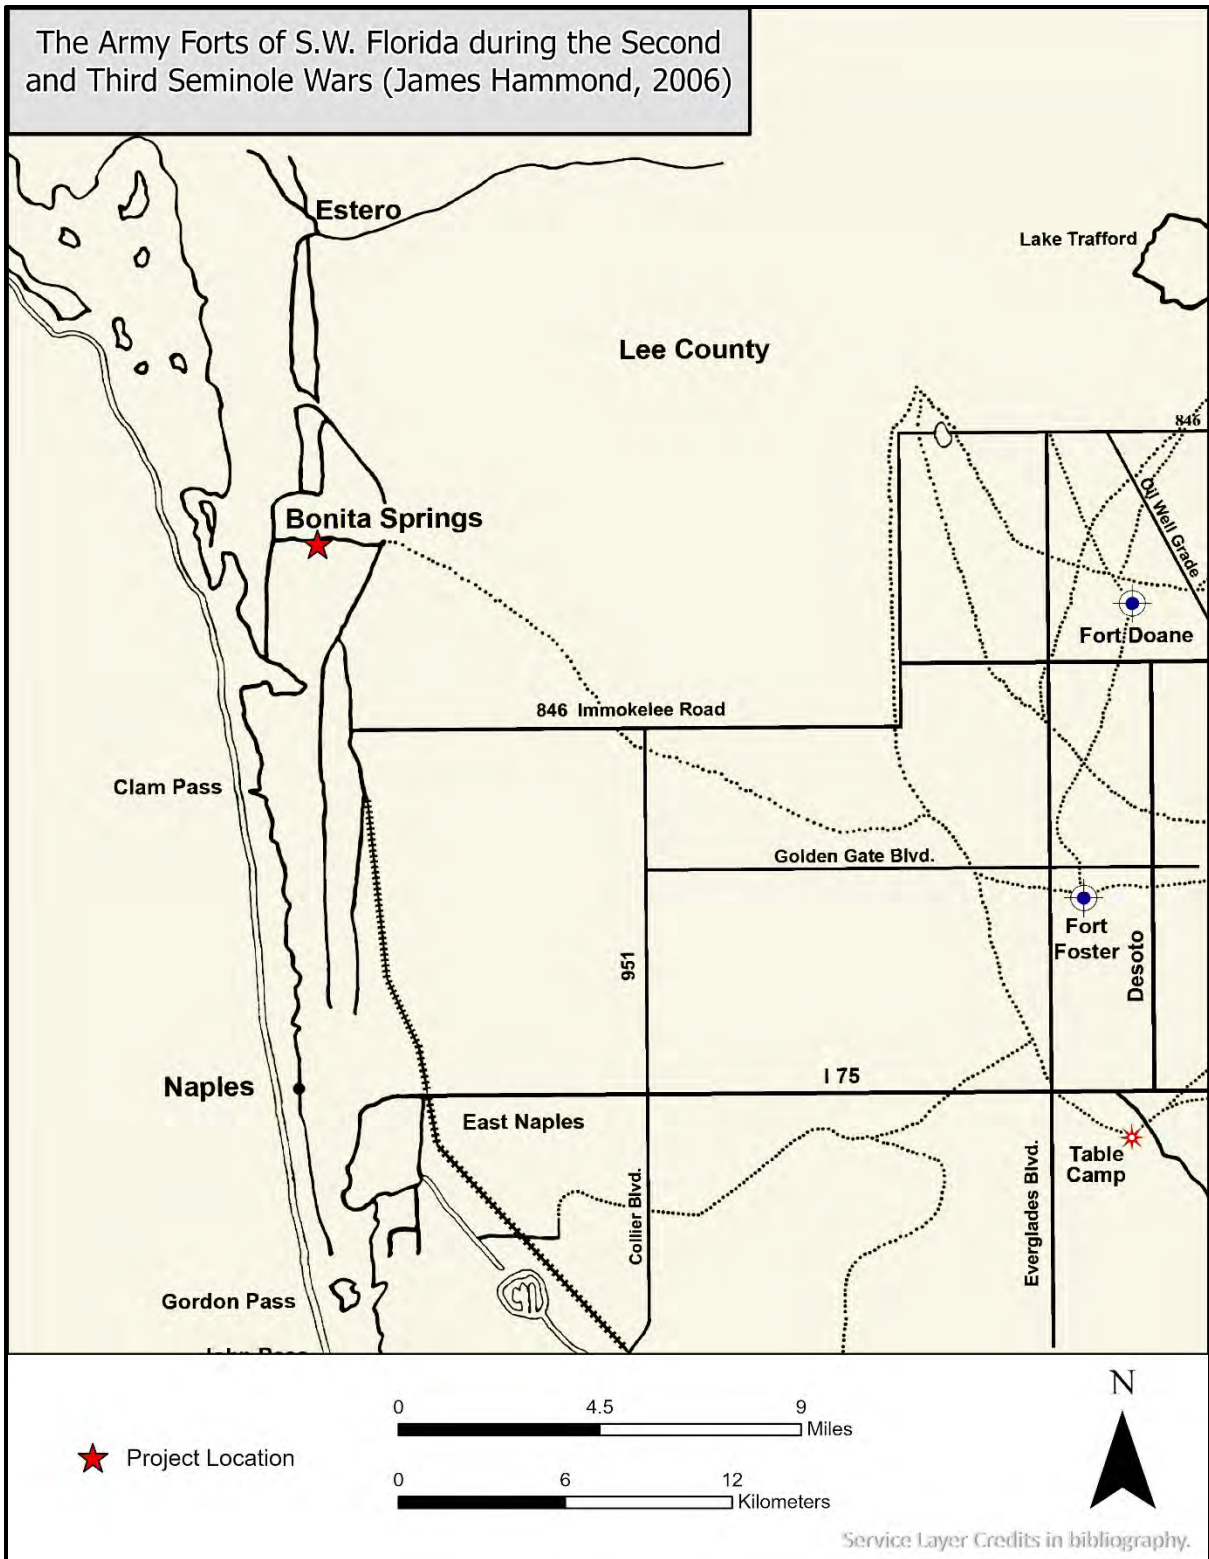 The Army Forts of S.W. Florida during the Second
and Third Seminole Wars (James Hammond, 2006)
Estero
Lake Trafford
Lee County
846
Oil Well Grade
Bonita Springs
Fort Doane
846 Immokelee Road
Clam Pass
Golden Gate Blvd.
Fort
Foster
951
Desoto
I 75
Naples
East Naples
Table
Camp
Collier Blvd.
Everglades Blvd.
Gordon Pass
N
0 4.5 9
Miles
Project Location
0 6 12
Kilometers
Service Layer Credits in bibliography.